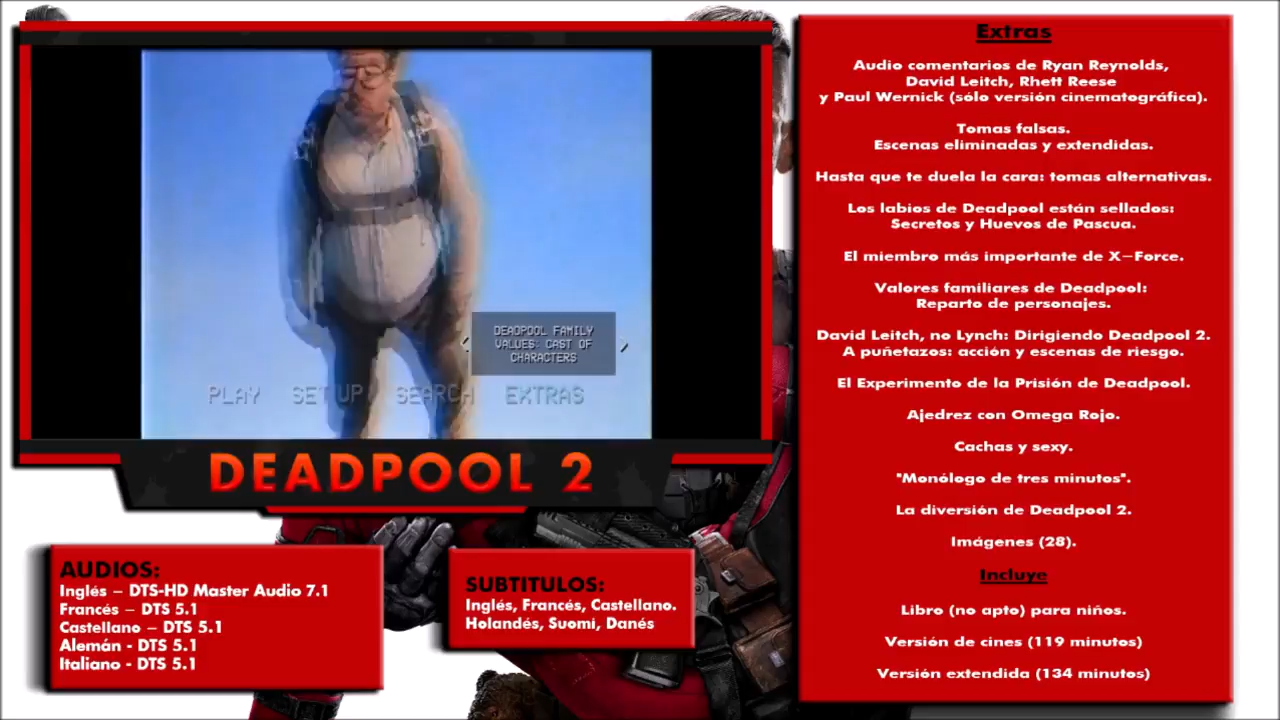 DEADPOOL FAMILY
VALUES: CAST OF
CHARACTERS
PLAY SET UP SEARCH EXTRAS
DEADPOOL 2
AUDIOS:
Inglés – DTS-HD Master Audio 7.1
Francés – DTS 5.1
Castellano – DTS 5.1
Alemán - DTS 5.1
Italiano - DTS 5.1
SUBTITULOS:
Inglés, Francés, Castellano.
Holandés, Suomi, Danés
Extras
Audio comentarios de Ryan Reynolds,
David Leitch, Rhett Reese
y Paul Wernick (sólo versión cinematográfica).
Tomas falsas.
Escenas eliminadas y extendidas.
Hasta que te duela la cara: tomas alternativas.
Los labios de Deadpool están sellados:
Secretos y Huevos de Pascua.
El miembro más importante de X–Force.
Valores familiares de Deadpool:
Reparto de personajes.
David Leitch, no Lynch: Dirigiendo Deadpool 2.
A puñetazos: acción y escenas de riesgo.
El Experimento de la Prisión de Deadpool.
Ajedrez con Omega Rojo.
Cachas y sexy.
"Monólogo de tres minutos".
La diversión de Deadpool 2.
Imágenes (28).
Incluye
Libro (no apto) para niños.
Versión de cines (119 minutos)
Versión extendida (134 minutos)